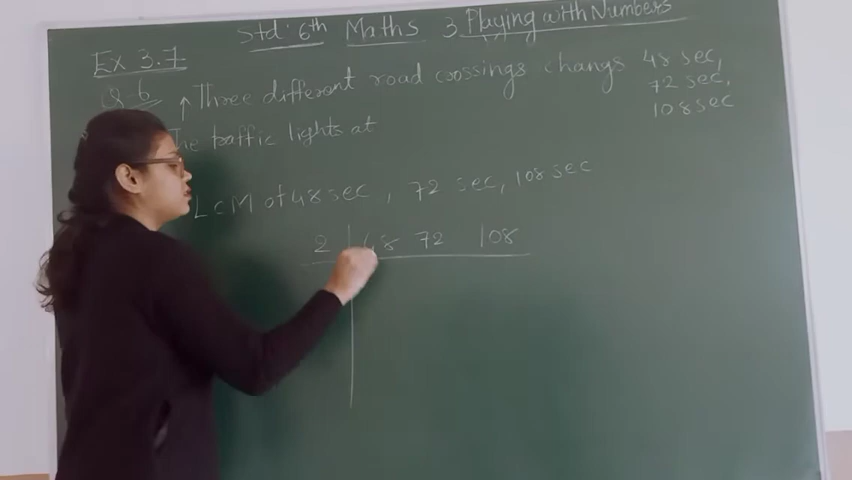 Std: 6th Maths 3. Playing with Numbers
Ex 3.7
Q.6 ↑ Three different road crossings changs 48 sec,
72 sec,
108 sec
The traffic lights at
LCM of 48 sec, 72 sec, 108 sec
2 48 72 108